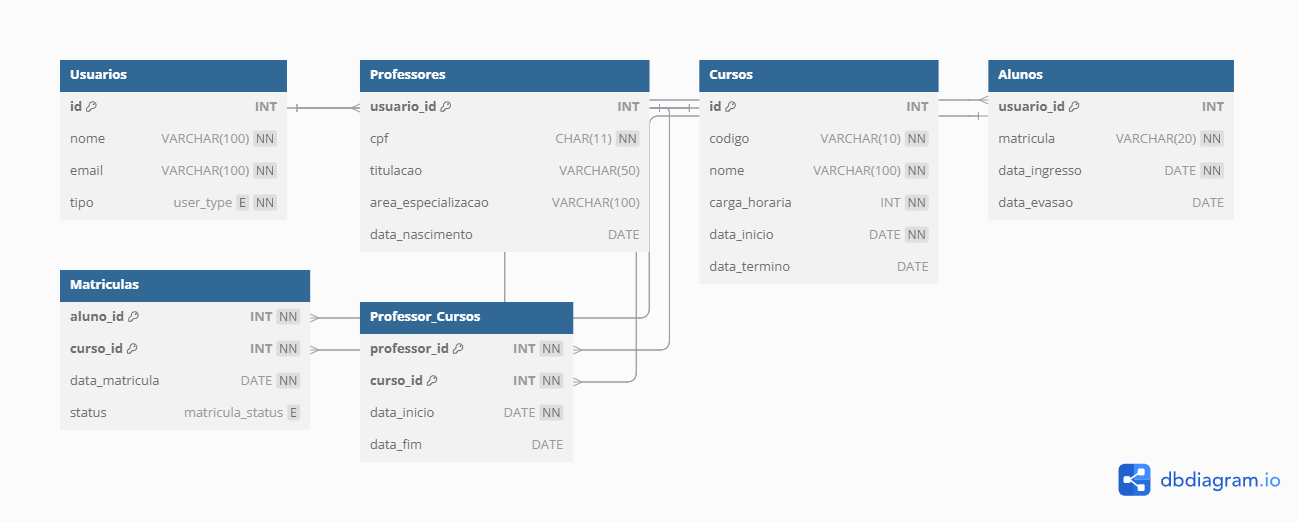 Usuarios
id INT
nome VARCHAR(100) NN
email VARCHAR(100) NN
tipo user_type E NN
Professores
usuario_id INT
cpf CHAR(11) NN
titulacao VARCHAR(50)
area_especializacao VARCHAR(100)
data_nascimento DATE
Cursos
id INT
codigo VARCHAR(10) NN
nome VARCHAR(100) NN
carga_horaria INT NN
data_inicio DATE NN
data_termino DATE
Alunos
usuario_id INT
matricula VARCHAR(20) NN
data_ingresso DATE NN
data_evasao DATE
Matriculas
aluno_id INT NN
curso_id INT NN
data_matricula DATE NN
status matricula_status E
Professor_Cursos
professor_id INT NN
curso_id INT NN
data_inicio DATE NN
data_fim DATE
dbdiagram.io